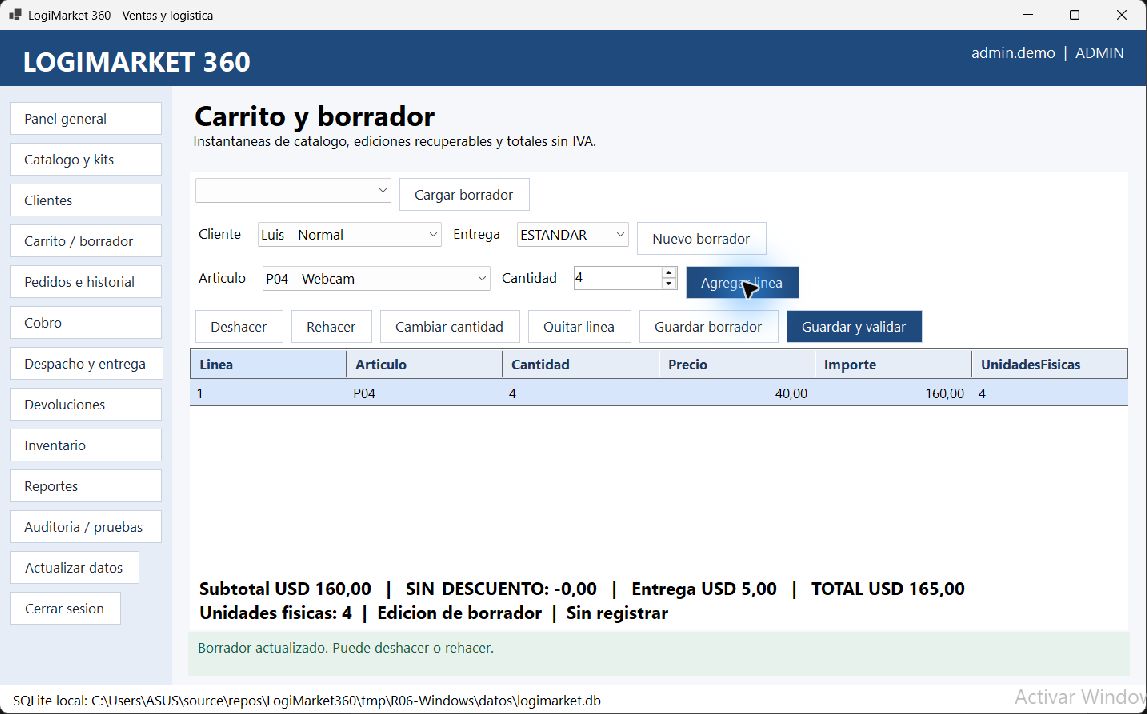 LogiMarket 360 - Ventas y logistica
LOGIMARKET 360
admin.demo | ADMIN
Panel general
Catalogo y kits
Clientes
Carrito / borrador
Pedidos e historial
Cobro
Despacho y entrega
Devoluciones
Inventario
Reportes
Auditoria / pruebas
Actualizar datos
Cerrar sesion
Carrito y borrador
Instantaneas de catalogo, ediciones recuperables y totales sin IVA.
Cargar borrador
Cliente Luis Normal Entrega ESTANDAR Nuevo borrador
Articulo P04 Webcam Cantidad 4 Agregar linea
Deshacer Rehacer Cambiar cantidad Quitar linea Guardar borrador Guardar y validar
Linea Articulo Cantidad Precio Importe UnidadesFisicas
1 P04 4 40,00 160,00 4
Subtotal USD 160,00 | SIN DESCUENTO: -0,00 | Entrega USD 5,00 | TOTAL USD 165,00
Unidades fisicas: 4 | Edicion de borrador | Sin registrar
Borrador actualizado. Puede deshacer o rehacer.
SQLite local: C:\Users\ASUS\source\repos\LogiMarket360\tmp\R06-Windows\datos\logimarket.db
Activar Window